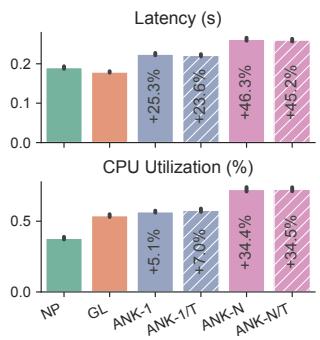 Latency (s)
0.2
0.1
0.0
+25.3%
+23.6%
+46.3%
+45.2%
CPU Utilization (%)
0.5
0.0
+5.1%
+7.0%
+34.4%
+34.5%
NP
GL
ANK-1
ANK-1/T
ANK-N
ANK-N/T